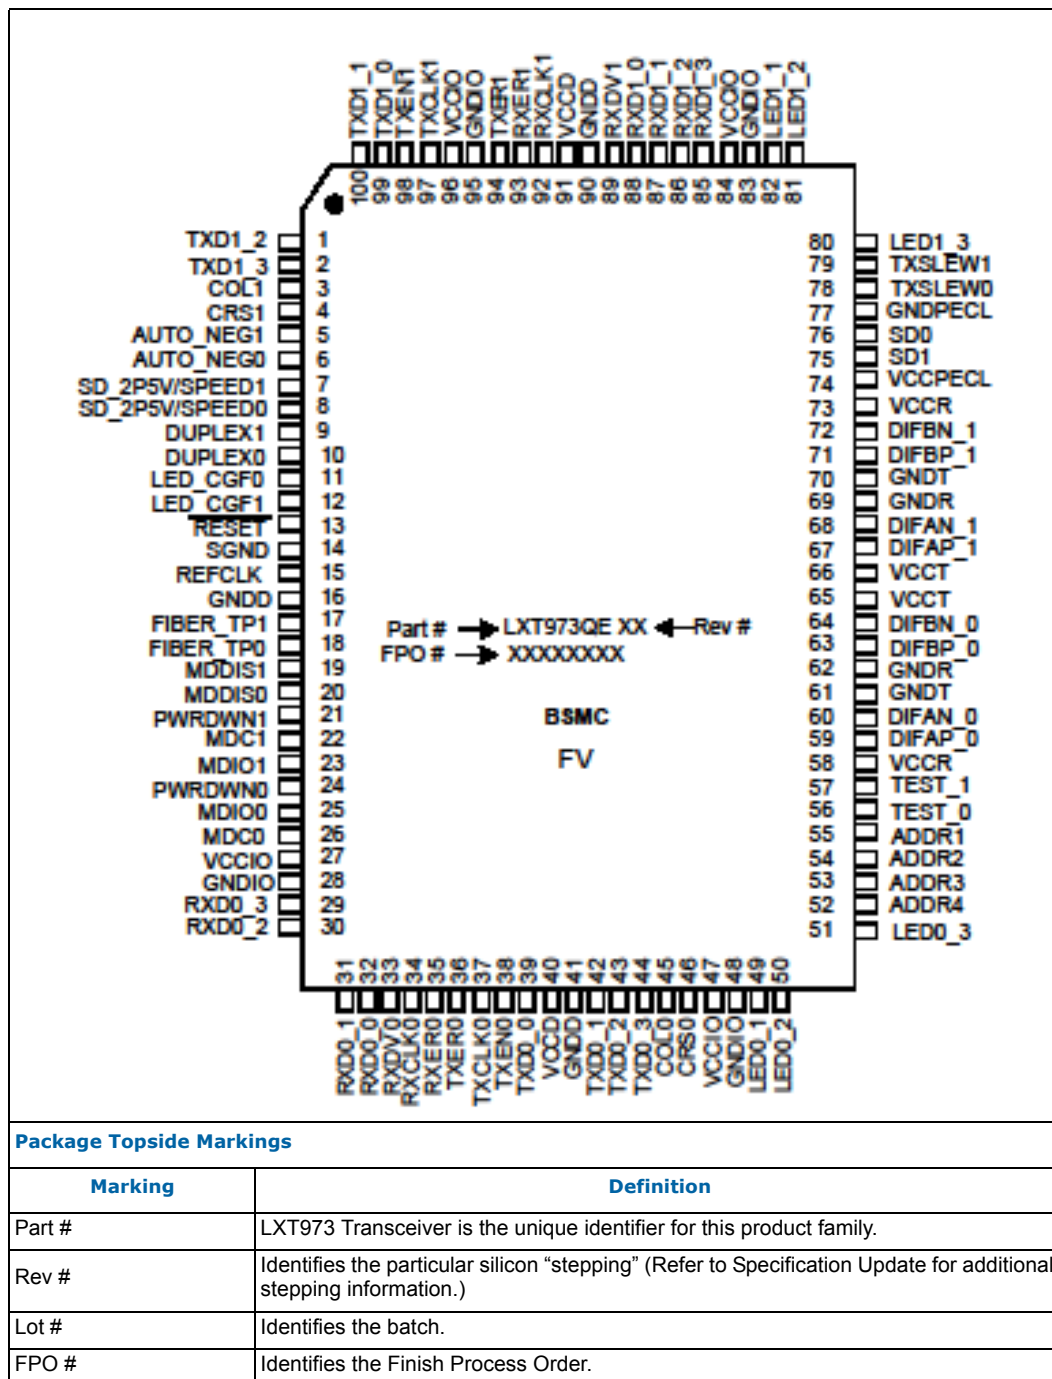 TXD1_1
TXD1_0
TXEN1
TXCLK1
VCCIO
GNDIO
TXER1
RXER1
RXCLK1
VCCD
GNDD
RXDV1
RXD1_0
RXD1_1
RXD1_2
RXD1_3
VCCIO
GNDIO
LED1_1
LED1_2
100 99 98 97 96 95 94 93 92 91 90 89 88 87 86 85 84 83 82 81
TXD1_2 1
TXD1_3 2
COL1 3
CRS1 4
AUTO_NEG1 5
AUTO_NEG0 6
SD_2P5V/SPEED1 7
SD_2P5V/SPEED0 8
DUPLEX1 9
DUPLEX0 10
LED_CGF0 11
LED_CGF1 12
RESET 13
SGND 14
REFCLK 15
GNDD 16
FIBER_TP1 17
FIBER_TP0 18
MDDIS1 19
MDDIS0 20
PWRDWN1 21
MDC1 22
MDIO1 23
PWRDWN0 24
MDIO0 25
MDC0 26
VCCIO 27
GNDIO 28
RXD0_3 29
RXD0_2 30
Part # LXT973QE XX Rev #
FPO # XXXXXXXX
BSMC
FV
80 LED1_3
79 TXSLEW1
78 TXSLEW0
77 GNDPECL
76 SD0
75 SD1
74 VCCPECL
73 VCCR
72 DIFBN_1
71 DIFBP_1
70 GNDT
69 GNDR
68 DIFAN_1
67 DIFAP_1
66 VCCT
65 VCCT
64 DIFBN_0
63 DIFBP_0
62 GNDR
61 GNDT
60 DIFAN_0
59 DIFAP_0
58 VCCR
57 TEST_1
56 TEST_0
55 ADDR1
54 ADDR2
53 ADDR3
52 ADDR4
51 LED0_3
31 32 33 34 35 36 37 38 39 40 41 42 43 44 45 46 47 48 49 50
RXD0_1
RXD0_0
RXDV0
RXCLK0
RXER0
TXER0
TXCLK0
TXEN0
TXD0_0
VCCD
GNDD
TXD0_1
TXD0_2
TXD0_3
COL0
CRS0
VCCIO
GNDIO
LED0_1
LED0_2
Package Topside Markings
Marking Definition
Part # LXT973 Transceiver is the unique identifier for this product family.
Rev # Identifies the particular silicon “stepping” (Refer to Specification Update for additional
stepping information.)
Lot # Identifies the batch.
FPO # Identifies the Finish Process Order.